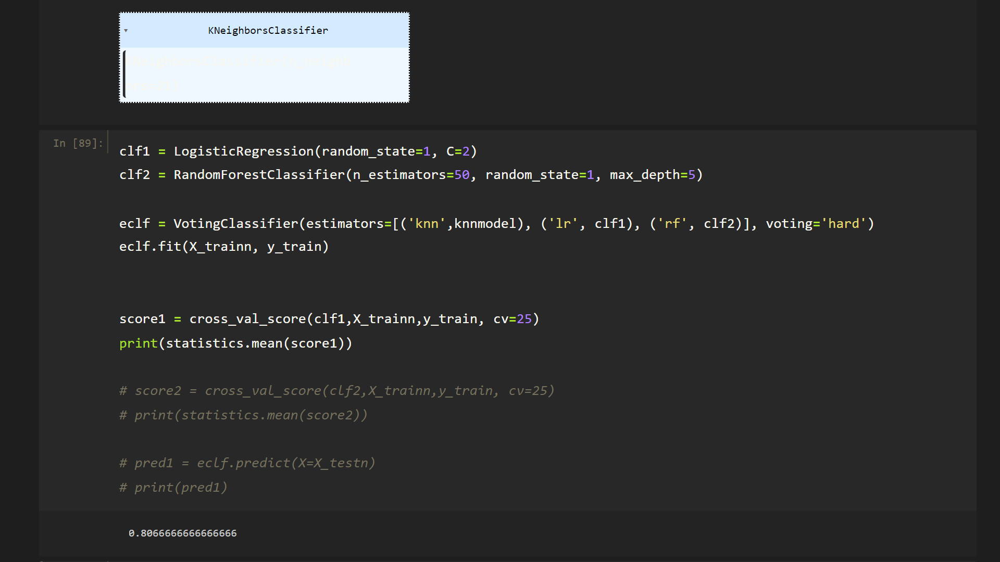 KNeighborsClassifier
In [89]:
clf1 = LogisticRegression(random_state=1, C=2)
clf2 = RandomForestClassifier(n_estimators=50, random_state=1, max_depth=5)
eclf = VotingClassifier(estimators=[('knn',knnmodel), ('lr', clf1), ('rf', clf2)], voting='hard')
eclf.fit(X_trainn, y_train)
score1 = cross_val_score(clf1,X_trainn,y_train, cv=25)
print(statistics.mean(score1))
# score2 = cross_val_score(clf2,X_trainn,y_train, cv=25)
# print(statistics.mean(score2))
# pred1 = eclf.predict(X=X_testn)
# print(pred1)
0.8066666666666666